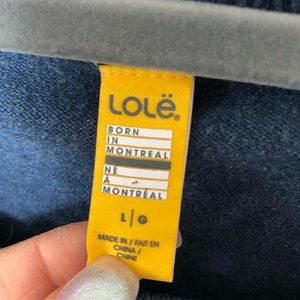 LOLË®
BORN
IN
MONTREAL
NÉ
À
MONTRÉAL
L | G
MADE IN / FAIT EN
CHINA /
CHINE